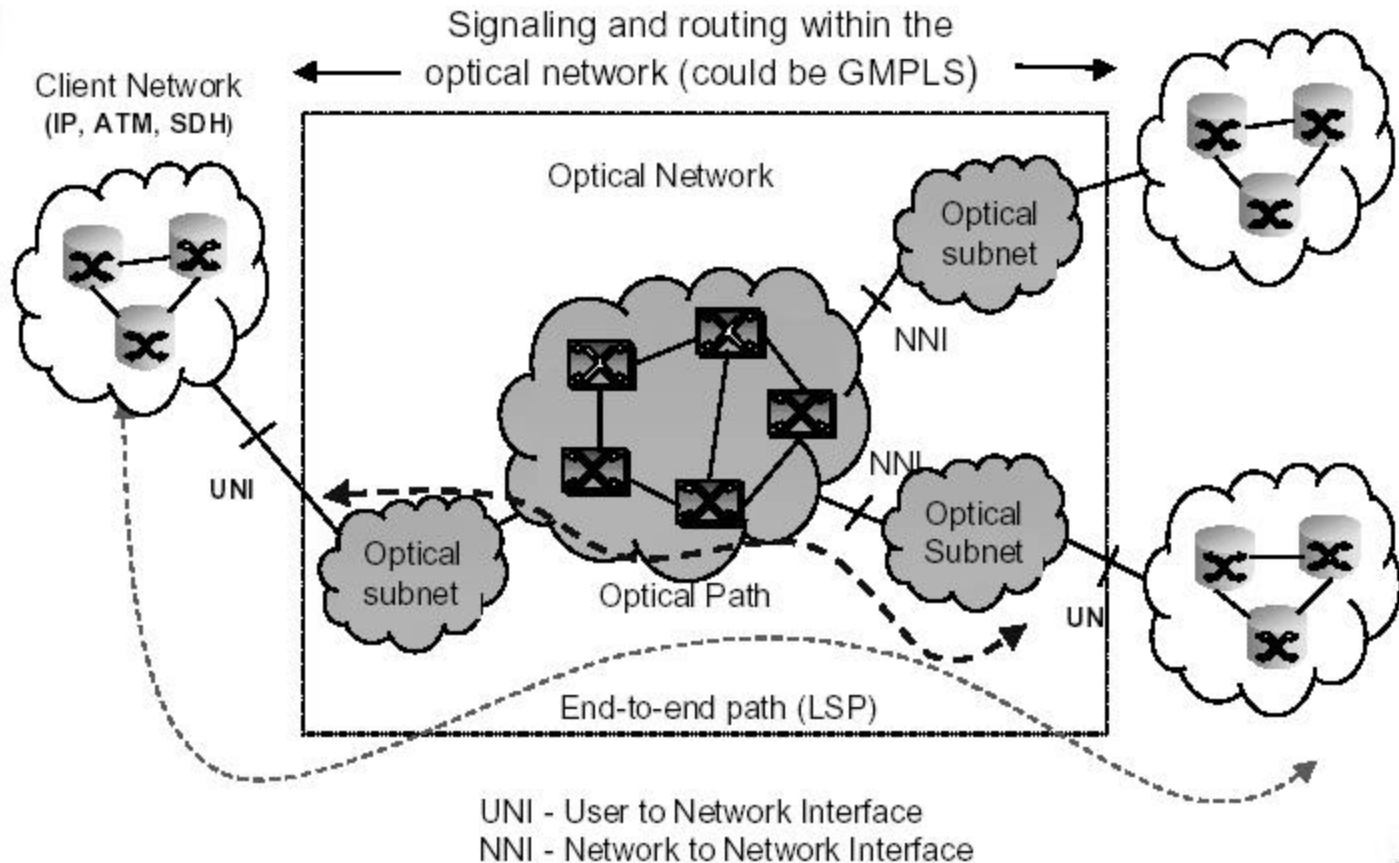 Signaling and routing within the
optical network (could be GMPLS)
Client Network
(IP, ATM, SDH)
Optical Network
Optical
subnet
NNI
UNI
NNI
Optical
Subnet
Optical
subnet
Optical Path
UN
End-to-end path (LSP)
UNI - User to Network Interface
NNI - Network to Network Interface